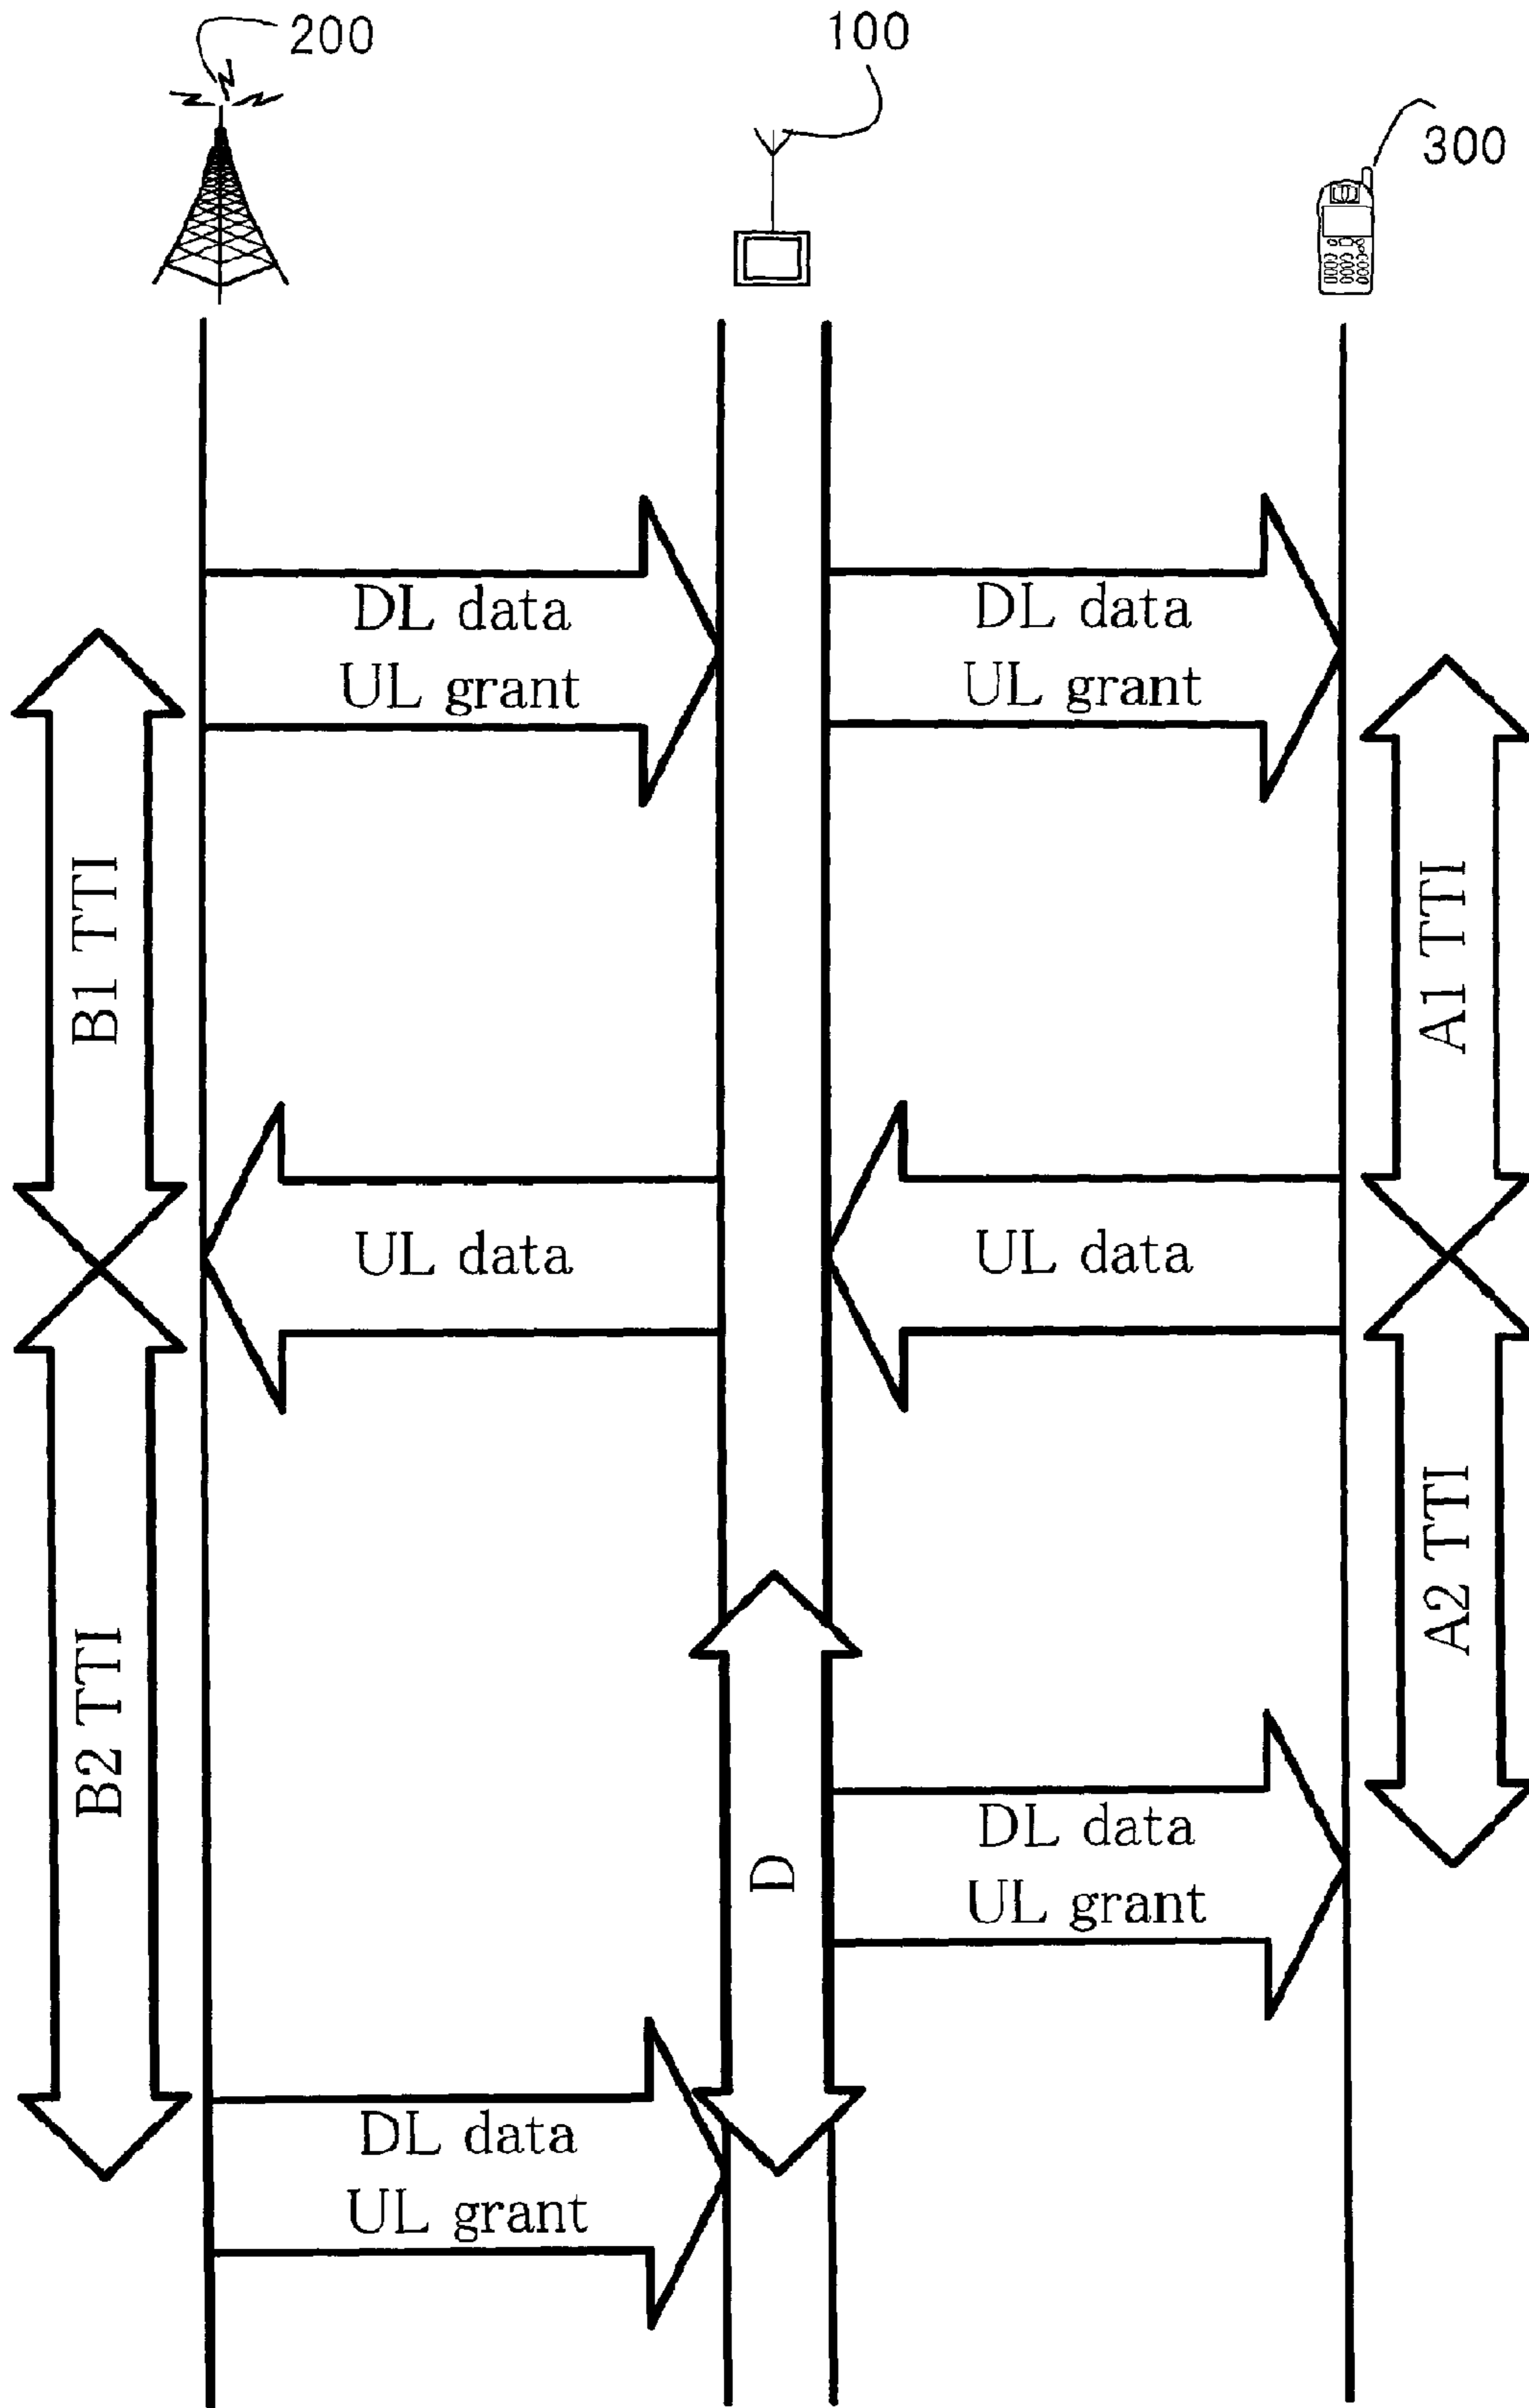 200
100
300
DL data
UL grant
DL data
UL grant
B1 TTI
A1 TTI
UL data
UL data
B2 TTI
A2 TTI
D
DL data
UL grant
DL data
UL grant